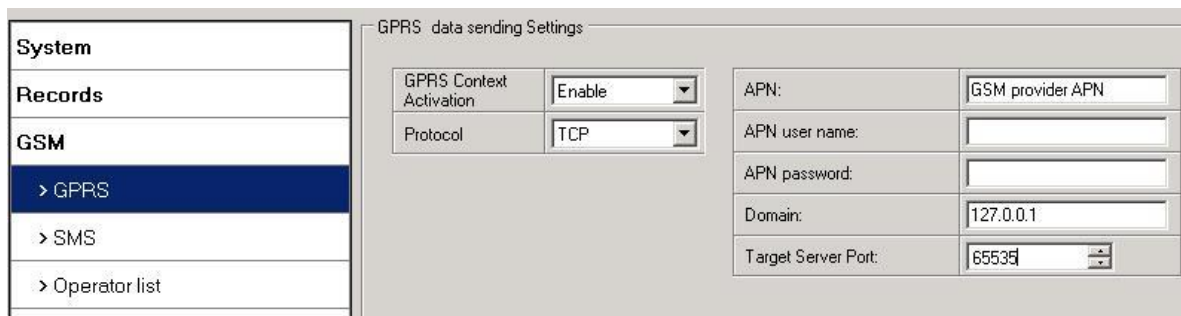 System
Records
GSM
> GPRS
> SMS
> Operator list
GPRS data sending Settings
GPRS Context
Activation
Enable
Protocol
TCP
APN:
GSM provider APN
APN user name:
APN password:
Domain:
127.0.0.1
Target Server Port:
65535